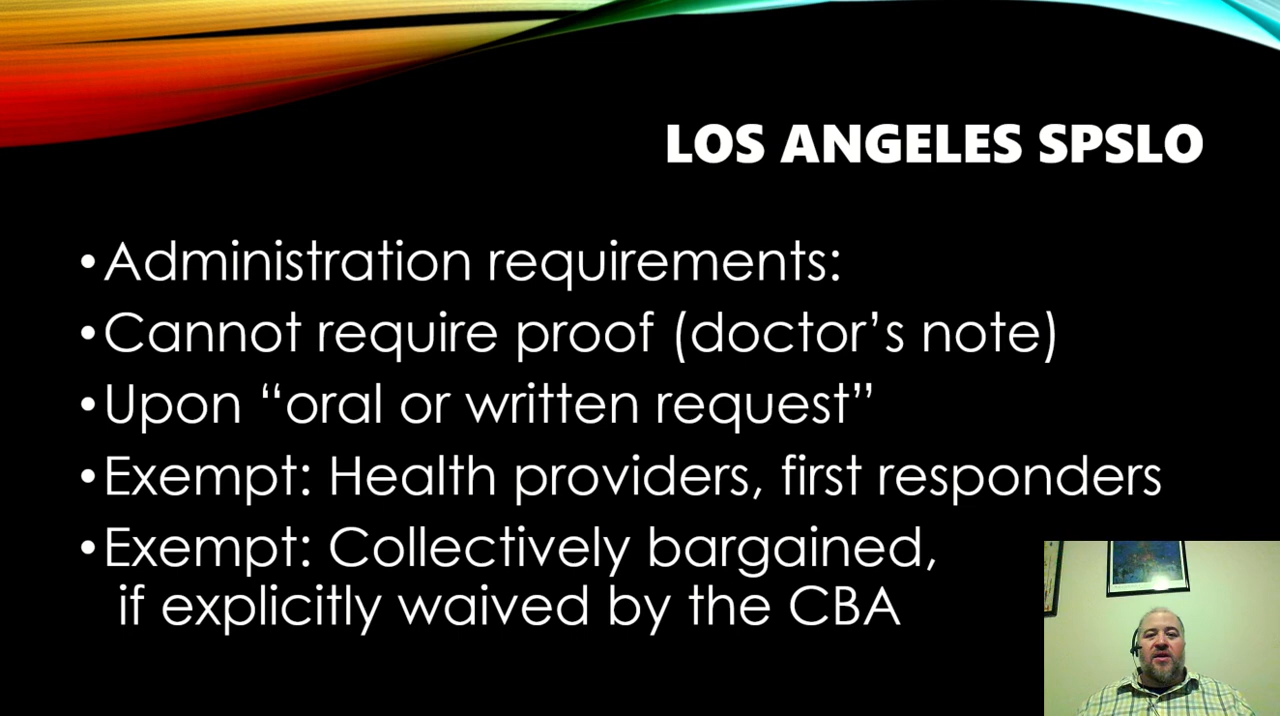 LOS ANGELES SPSLO
•Administration requirements:
•Cannot require proof (doctor’s note)
•Upon “oral or written request”
•Exempt: Health providers, first responders
•Exempt: Collectively bargained,
if explicitly waived by the CBA